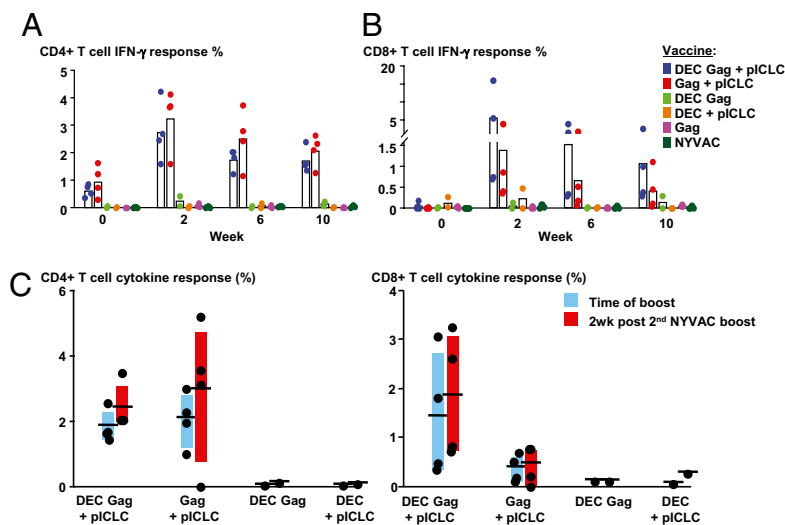 A
CD4+ T cell IFN-γ response %
5
4
3
2
1
0
0 2 6 10
Week
B
CD8+ T cell IFN-γ response %
20
5
1.5
1
0.5
0
0 2 6 10
Week
Vaccine:
DEC Gag + pICLC
Gag + pICLC
DEC Gag
DEC + pICLC
Gag
NYVAC
C
CD4+ T cell cytokine response (%)
6
4
2
0
DEC Gag + pICLC
Gag + pICLC
DEC Gag
DEC + pICLC
CD8+ T cell cytokine response (%)
4
3
2
1
0
DEC Gag + pICLC
Gag + pICLC
DEC Gag
DEC + pICLC
Time of boost
2wk post 2nd NYVAC boost